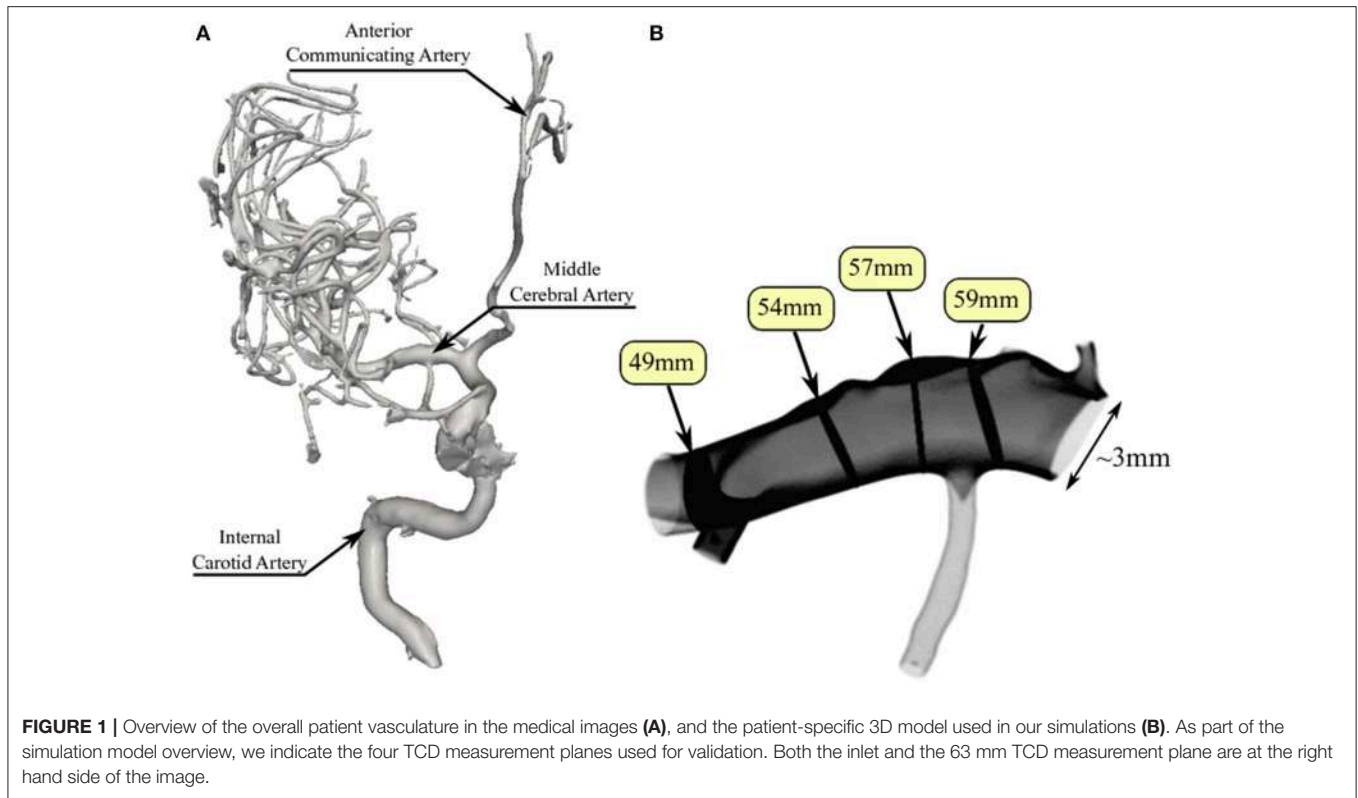 A
Anterior
Communicating Artery
Middle
Cerebral Artery
Internal
Carotid Artery
B
49mm
54mm
57mm
59mm
~3mm
FIGURE 1 | Overview of the overall patient vasculature in the medical images (A), and the patient-specific 3D model used in our simulations (B). As part of the
simulation model overview, we indicate the four TCD measurement planes used for validation. Both the inlet and the 63 mm TCD measurement plane are at the right
hand side of the image.